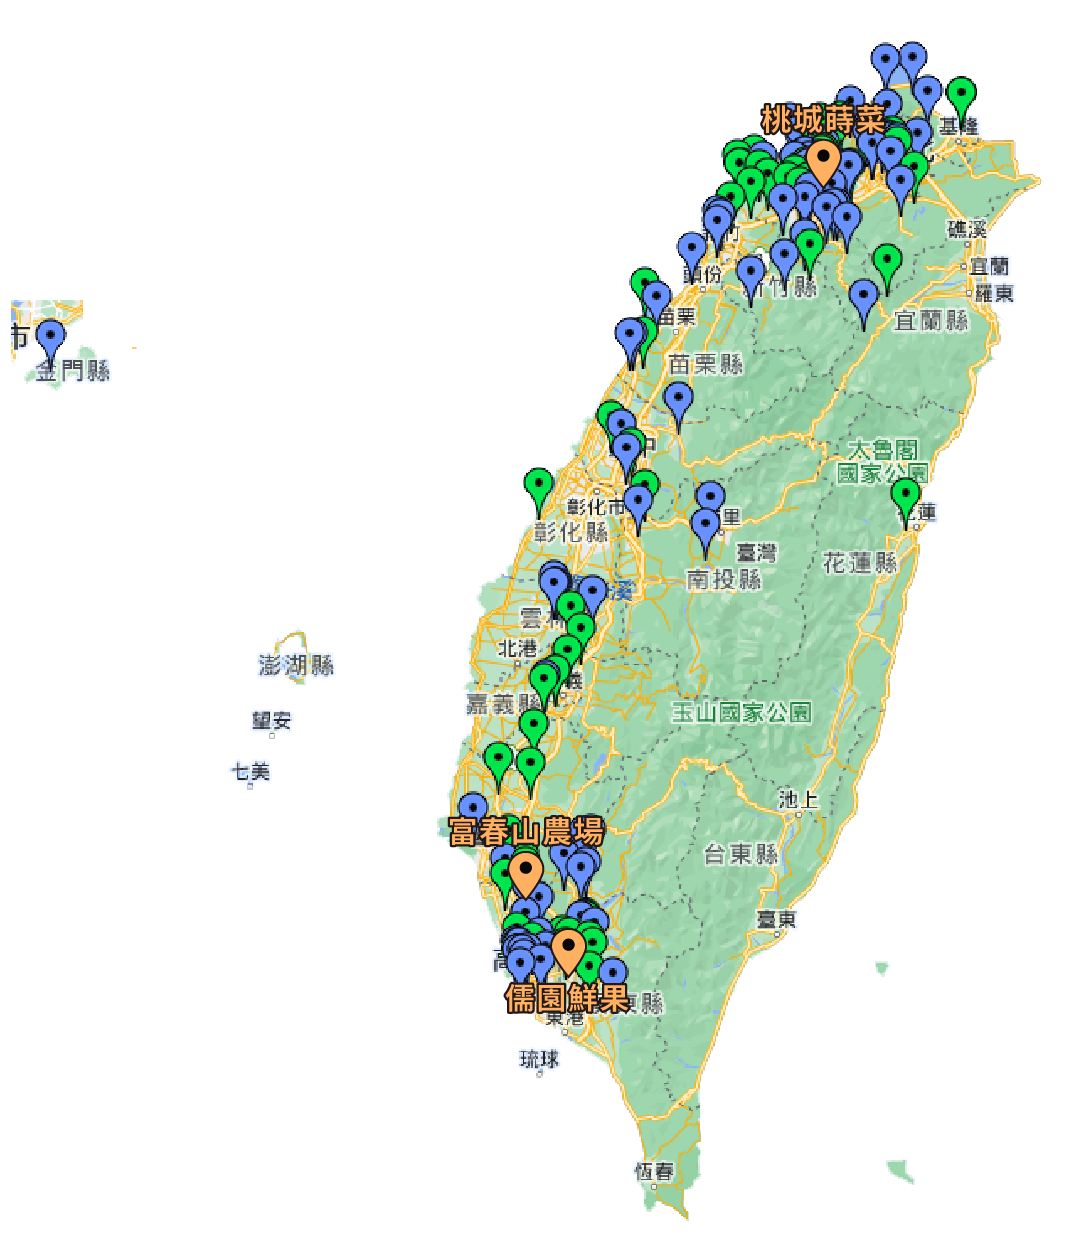 桃城蒔菜
基隆
礁溪
宜蘭
羅東
宜蘭縣
頭份
新竹縣
苗栗
苗栗縣
市
金門縣
太魯閣
國家公園
中
彰化市
彰化縣
里
花蓮
花蓮縣
臺灣
南投縣
溪
雲林
北港
澎湖縣
嘉義縣
義
望安
玉山國家公園
七美
池上
富春山農場
台東縣
臺東
高
儒園鮮果
東縣
東港
琉球
恆春